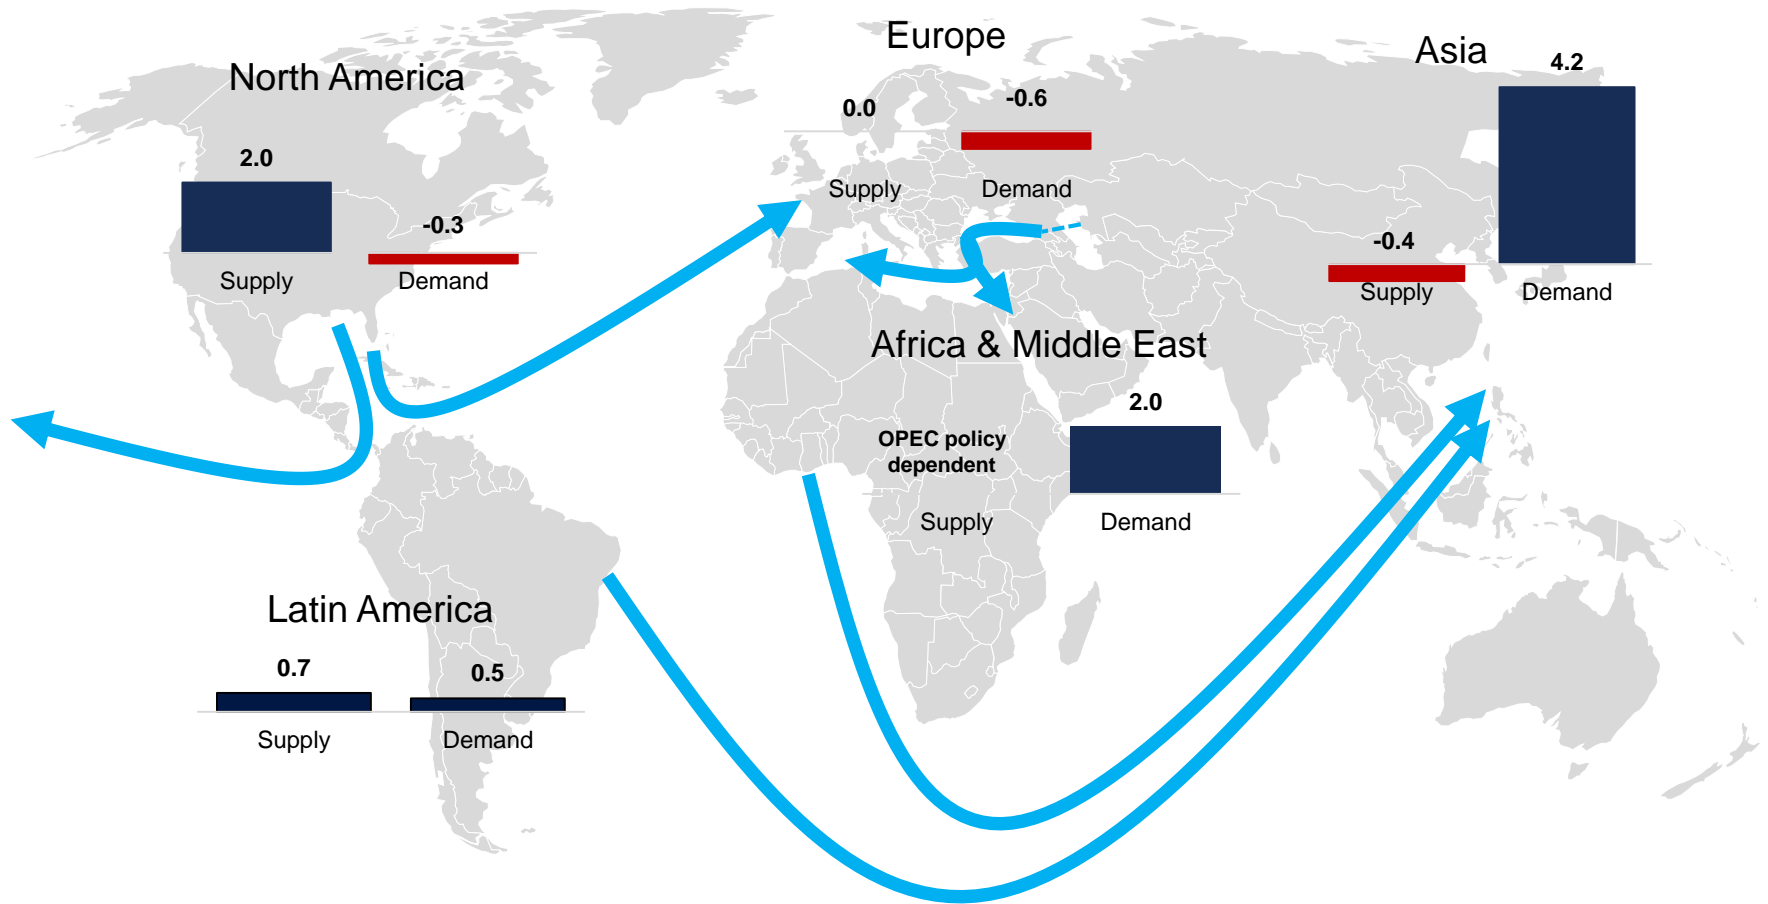 North America
2.0
-0.3
Supply
Demand
Europe
0.0
-0.6
Supply
Demand
Asia
4.2
-0.4
Supply
Demand
Africa & Middle East
2.0
OPEC policy
dependent
Supply
Demand
Latin America
0.7
0.5
Supply
Demand